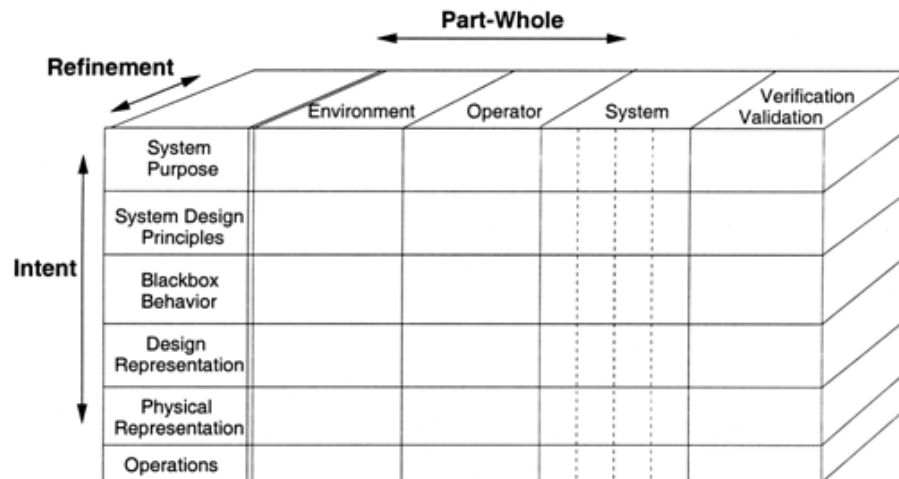 Part-Whole
Refinement
Environment
Operator
System
Verification
Validation
System
Purpose
System Design
Principles
Intent
Blackbox
Behavior
Design
Representation
Physical
Representation
Operations